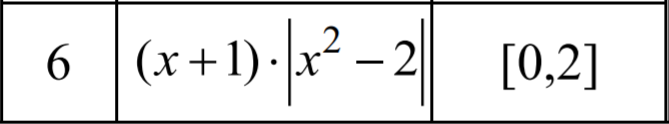 6 (x+1)·|x² − 2| [0,2]